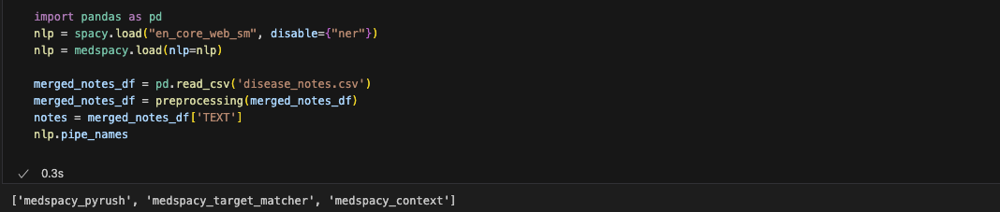 import pandas as pd
nlp = spacy.load("en_core_web_sm", disable={"ner"})
nlp = medspacy.load(nlp=nlp)
merged_notes_df = pd.read_csv('disease_notes.csv')
merged_notes_df = preprocessing(merged_notes_df)
notes = merged_notes_df['TEXT']
nlp.pipe_names
0.3s
['medspacy_pyrush', 'medspacy_target_matcher', 'medspacy_context']